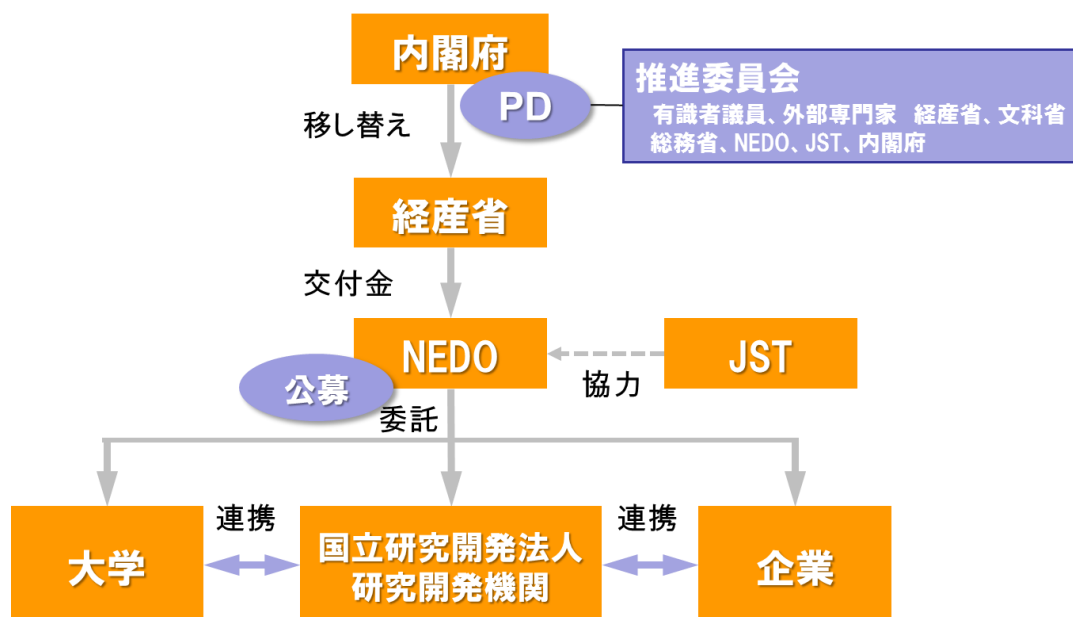 内閣府
PD
推進委員会
有識者議員、外部専門家 経産省、文科省
総務省、NEDO、JST、内閣府
移し替え
経産省
交付金
NEDO
JST
協力
公募
委託
大学
連携
国立研究開発法人
研究開発機関
連携
企業